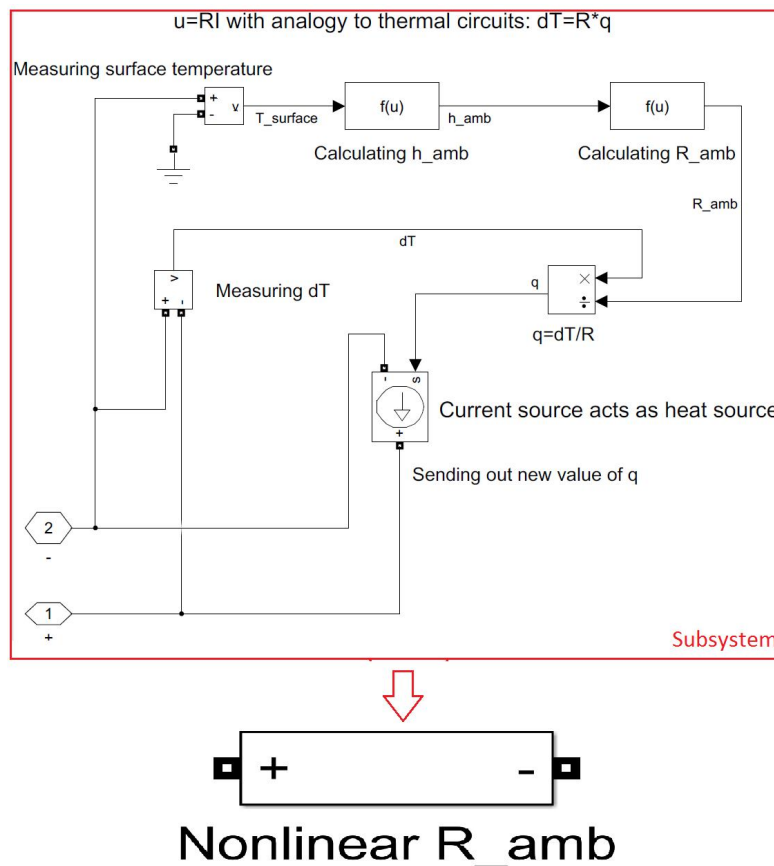 u=RI with analogy to thermal circuits: dT=R*q
Measuring surface temperature
+
-
v
T_surface
f(u)
h_amb
f(u)
Calculating h_amb
Calculating R_amb
R_amb
dT
v
+
-
Measuring dT
q
×
÷
q=dT/R
-
s
+
Current source acts as heat source
Sending out new value of q
2
-
1
+
Subsystem
+
-
Nonlinear R_amb